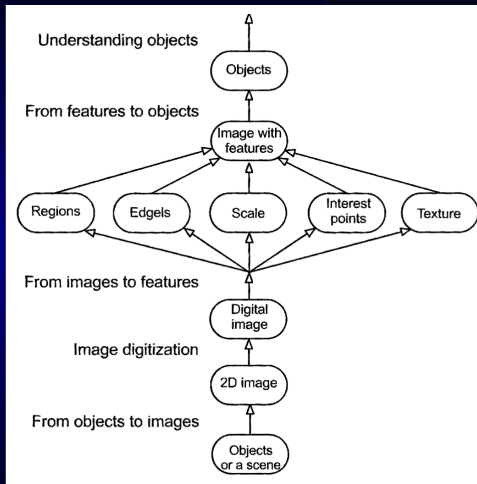 Understanding objects
Objects
From features to objects
Image with
features
Regions
Edgels
Scale
Interest
points
Texture
From images to features
Digital
image
Image digitization
2D image
From objects to images
Objects
or a scene